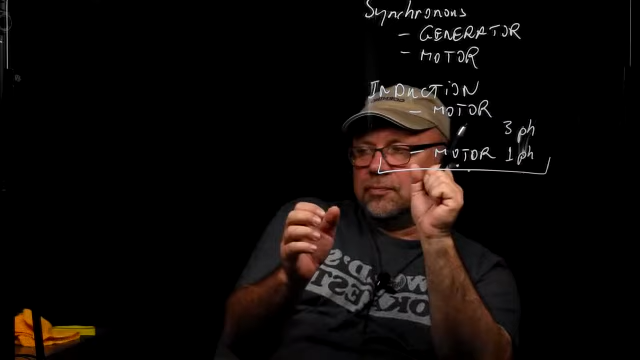 Synchronous
- GENERATOR
- MOTOR
INDUCTION
- MOTOR
3 ph
- MOTOR 1 ph